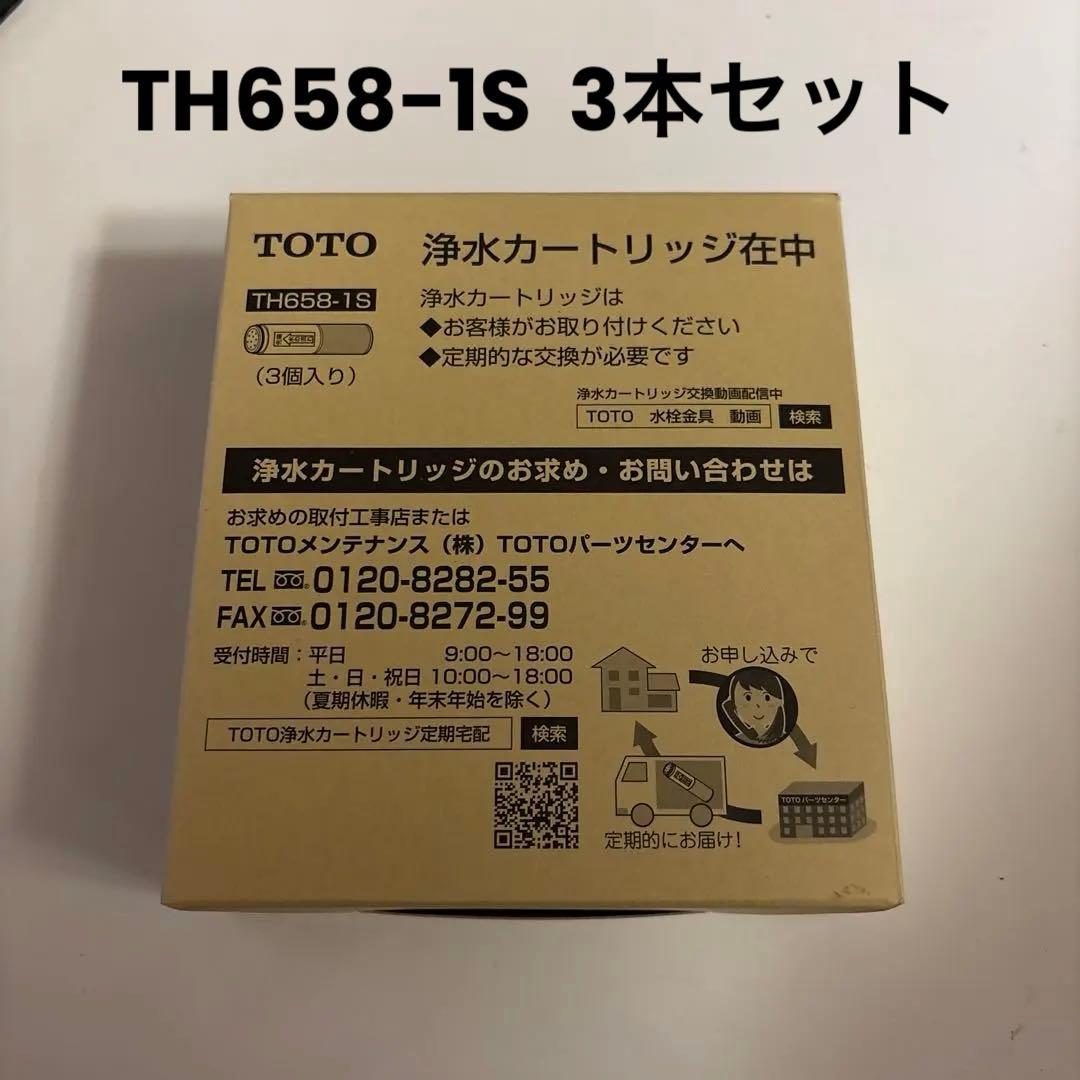 TH658-1S 3本セット
TOTO 浄水カートリッジ在中
TH658-1S
(3個入り)
浄水カートリッジは
◆お客様がお取り付けください
◆定期的な交換が必要です
浄水カートリッジ交換動画配信中
TOTO 水栓金具 動画 検索
浄水カートリッジのお求め・お問い合わせは
お求めの取付工事店または
TOTOメンテナンス(株)TOTOパーツセンターへ
TEL 0120-8282-55
FAX 0120-8272-99
受付時間:平日 9:00〜18:00
土・日・祝日 10:00〜18:00
(夏期休暇・年末年始を除く)
TOTO浄水カートリッジ定期宅配 検索
お申し込みで
TOTO パーツセンター
定期的にお届け!